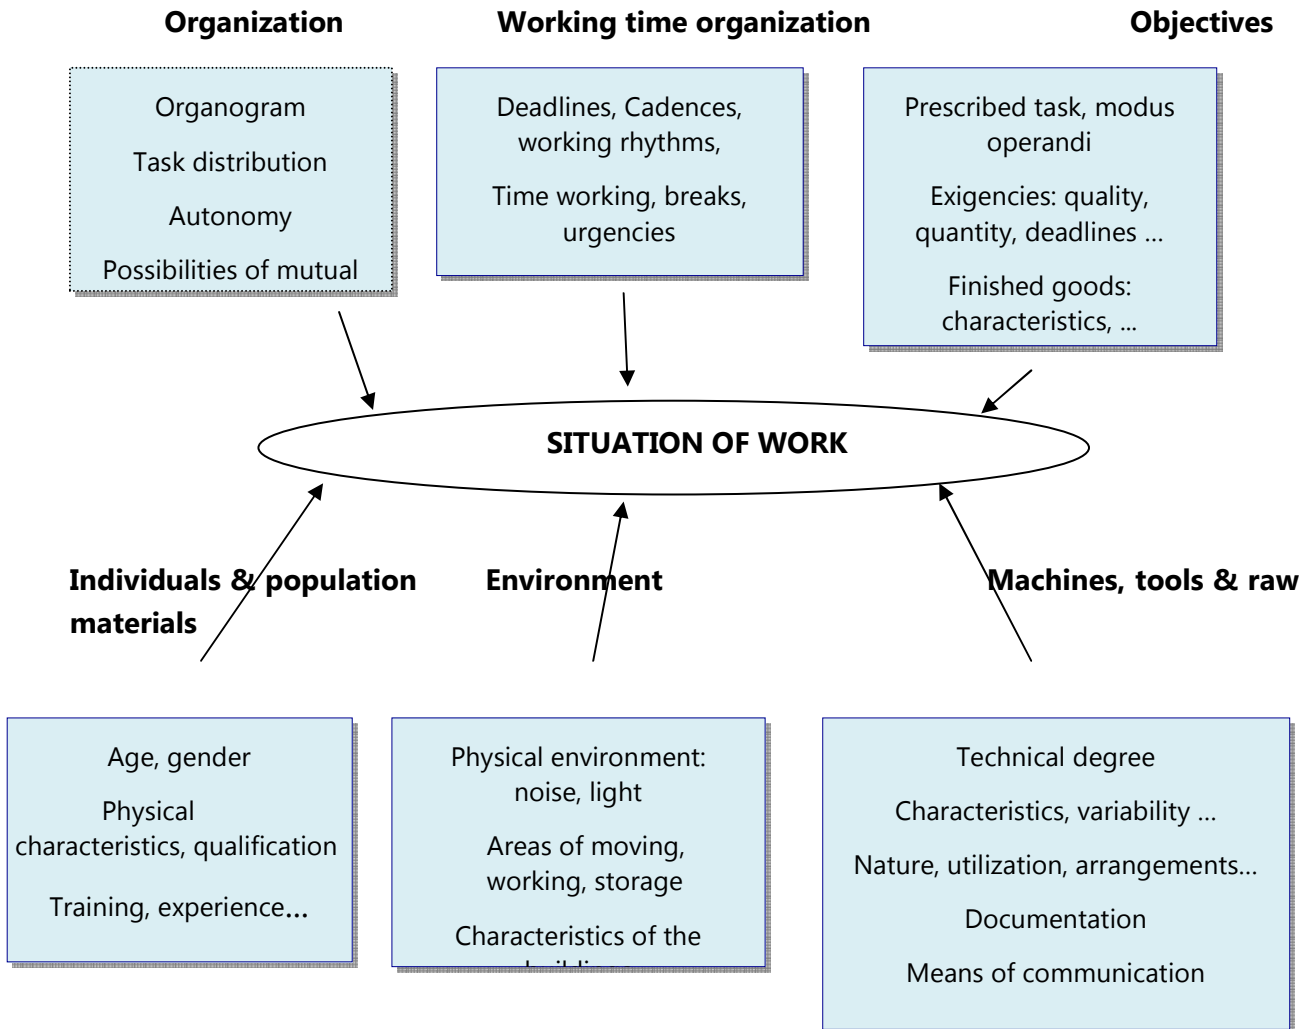 Organization
Working time organization
Objectives
Organogram
Task distribution
Autonomy
Possibilities of mutual
Deadlines, Cadences,
working rhythms,
Time working, breaks,
urgencies
Prescribed task, modus
operandi
Exigencies: quality,
quantity, deadlines ...
Finished goods:
characteristics, ...
SITUATION OF WORK
Individuals & population
Environment
Machines, tools & raw
materials
Age, gender
Physical
characteristics, qualification
Training, experience...
Physical environment:
noise, light
Areas of moving,
working, storage
Characteristics of the
Technical degree
Characteristics, variability ...
Nature, utilization, arrangements...
Documentation
Means of communication